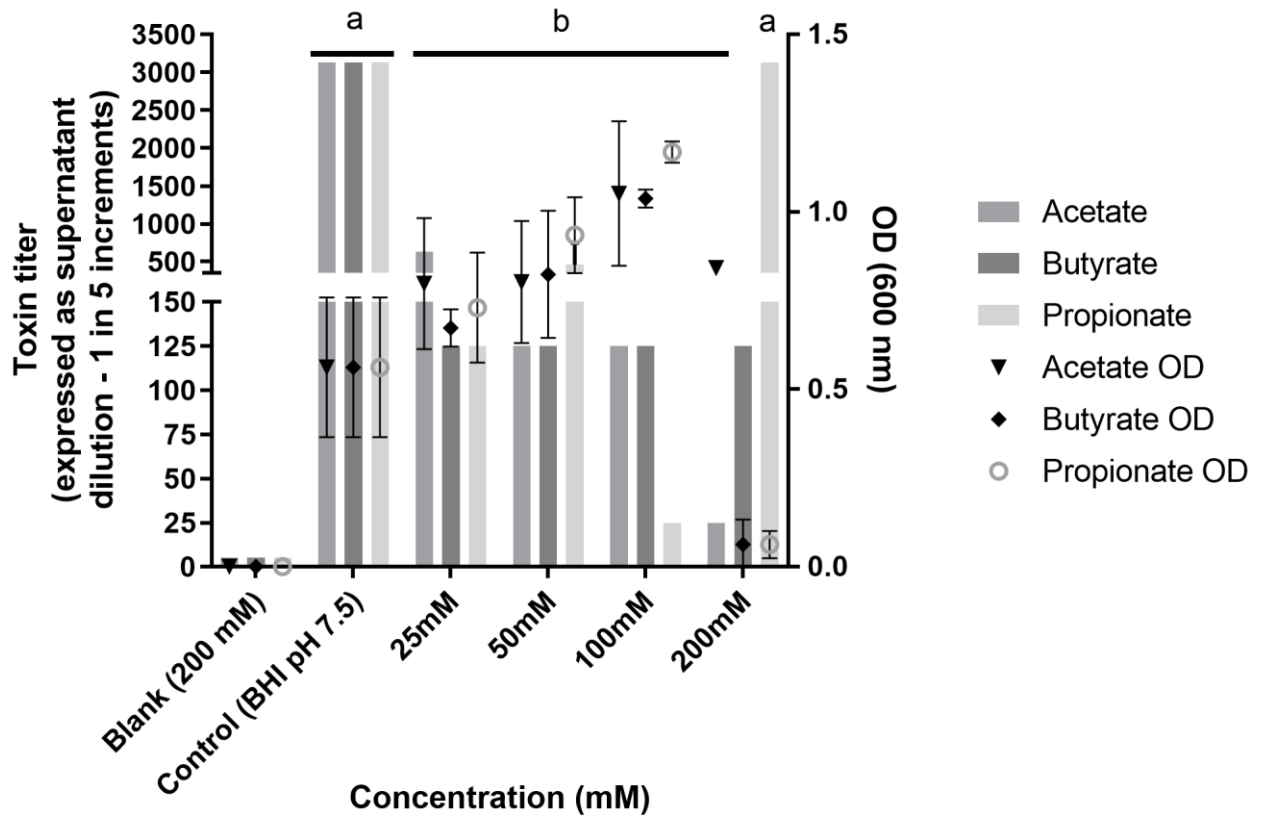 a
b
a
3500
3000
2500
2000
1500
1000
500
150
125
100
75
50
25
0
Toxin titer
(expressed as supernatant
dilution - 1 in 5 increments)
1.5
1.0
0.5
0.0
OD (600 nm)
Blank (200 mM)
Control (BHI pH 7.5)
25mM
50mM
100mM
200mM
Concentration (mM)
Acetate
Butyrate
Propionate
Acetate OD
Butyrate OD
Propionate OD